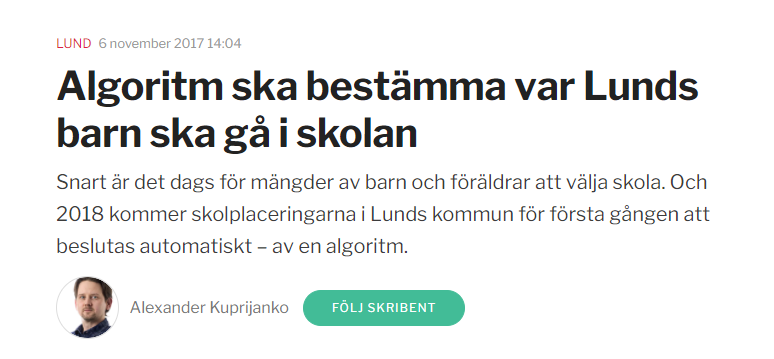 LUND 6 november 2017 14:04
Algoritm ska bestämma var Lunds
barn ska gå i skolan
Snart är det dags för mängder av barn och föräldrar att välja skola. Och
2018 kommer skolplaceringarna i Lunds kommun för första gången att
beslutas automatiskt – av en algoritm.
Alexander Kuprijanko FÖLJ SKRIBENT